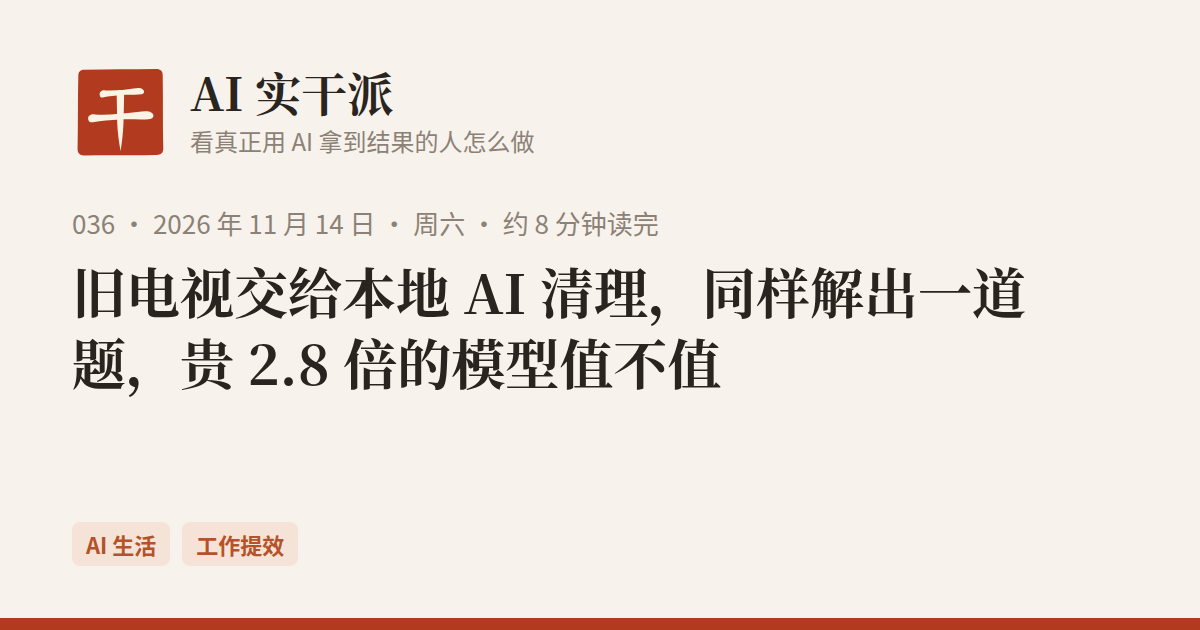 干
AI 实干派
看真正用 AI 拿到结果的人怎么做
036 · 2026 年 11 月 14 日 · 周六 · 约 8 分钟读完
旧电视交给本地 AI 清理，同样解出一道
题，贵 2.8 倍的模型值不值
AI 生活
工作提效